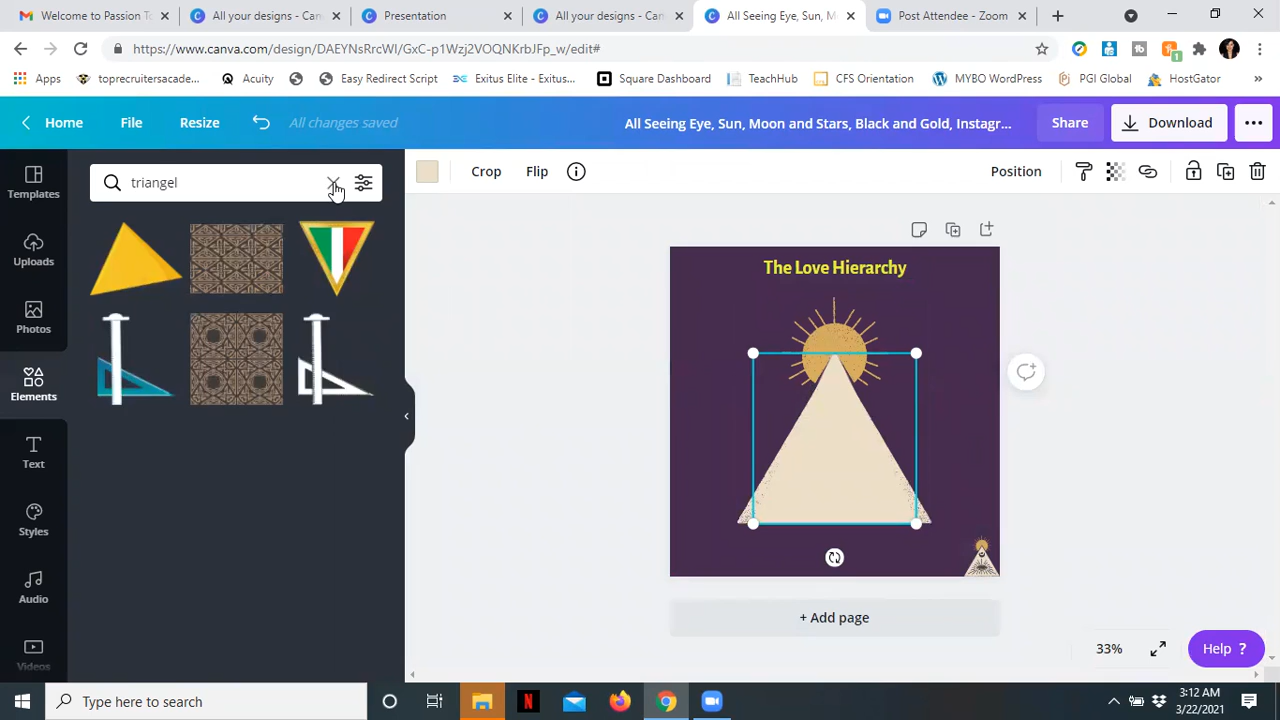 Welcome to Passion To
All your designs - Canv
Presentation
All your designs - Canv
All Seeing Eye, Sun, M
Post Attendee - Zoom
https://www.canva.com/design/DAEYNsRrcWI/GxC-p1Wzj2VOQNKrbJFp_w/edit#
Apps
toprecruitersacade...
Acuity
Easy Redirect Script
Exitus Elite - Exitus...
Square Dashboard
TeachHub
CFS Orientation
MYBO WordPress
PGI Global
HostGator
Home
File
Resize
All changes saved
All Seeing Eye, Sun, Moon and Stars, Black and Gold, Instagr...
Share
Download
Templates
triangel
Crop
Flip
Position
Uploads
Photos
Elements
Text
Styles
Audio
Videos
The Love Hierarchy
+ Add page
33%
Help ?
Type here to search
N
3:12 AM
3/22/2021